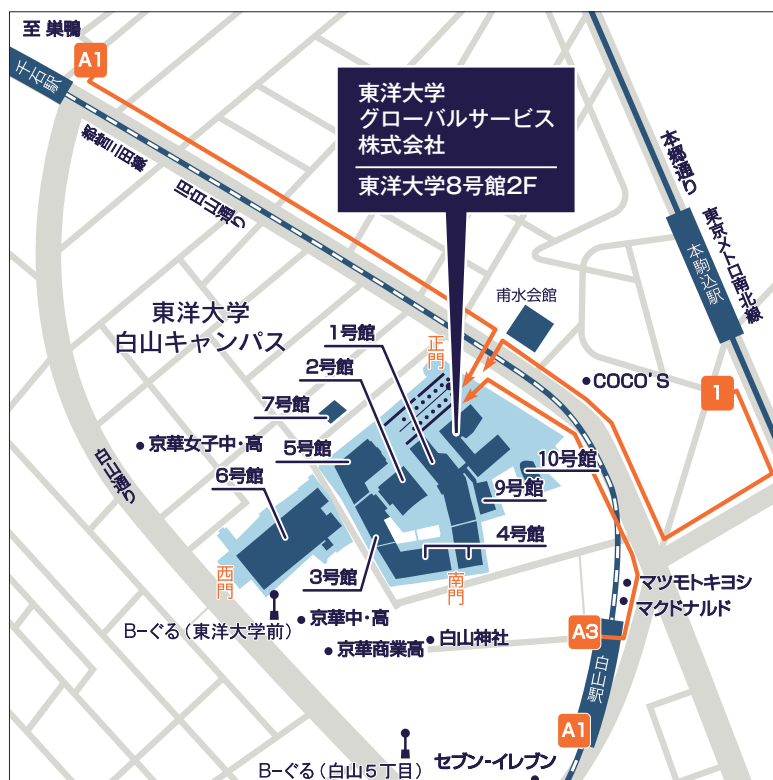 至 巣鴨
A1
千石駅
都営三田線
旧白山通り
東洋大学
グローバルサービス
株式会社
東洋大学8号館2F
本郷通り
東京メトロ南北線
本駒込駅
甫水会館
東洋大学
白山キャンパス
1号館
正門
2号館
COCO'S
1
7号館
京華女子中・高
5号館
白山通り
6号館
10号館
9号館
4号館
3号館
西門
南門
マツモトキヨシ
マクドナルド
B−ぐる(東洋大学前)
京華中・高
京華商業高
白山神社
A3
白山駅
A1
B−ぐる(白山5丁目)
セブン-イレブン